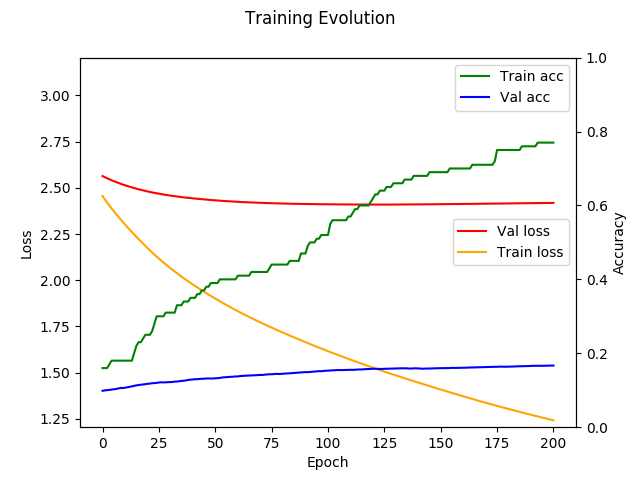 Training Evolution
Loss
3.00
2.75
2.50
2.25
2.00
1.75
1.50
1.25
Train acc
Val acc
Val loss
Train loss
1.0
0.8
0.6
0.4
0.2
0.0
Accuracy
0 25 50 75 100 125 150 175 200
Epoch